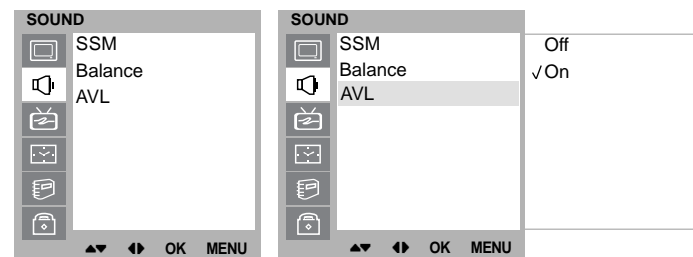 SOUND
SSM
Balance
AVL
▲▼ ◀▶ OK MENU
SOUND
SSM
Balance
AVL
Off
√ On
▲▼ ◀▶ OK MENU